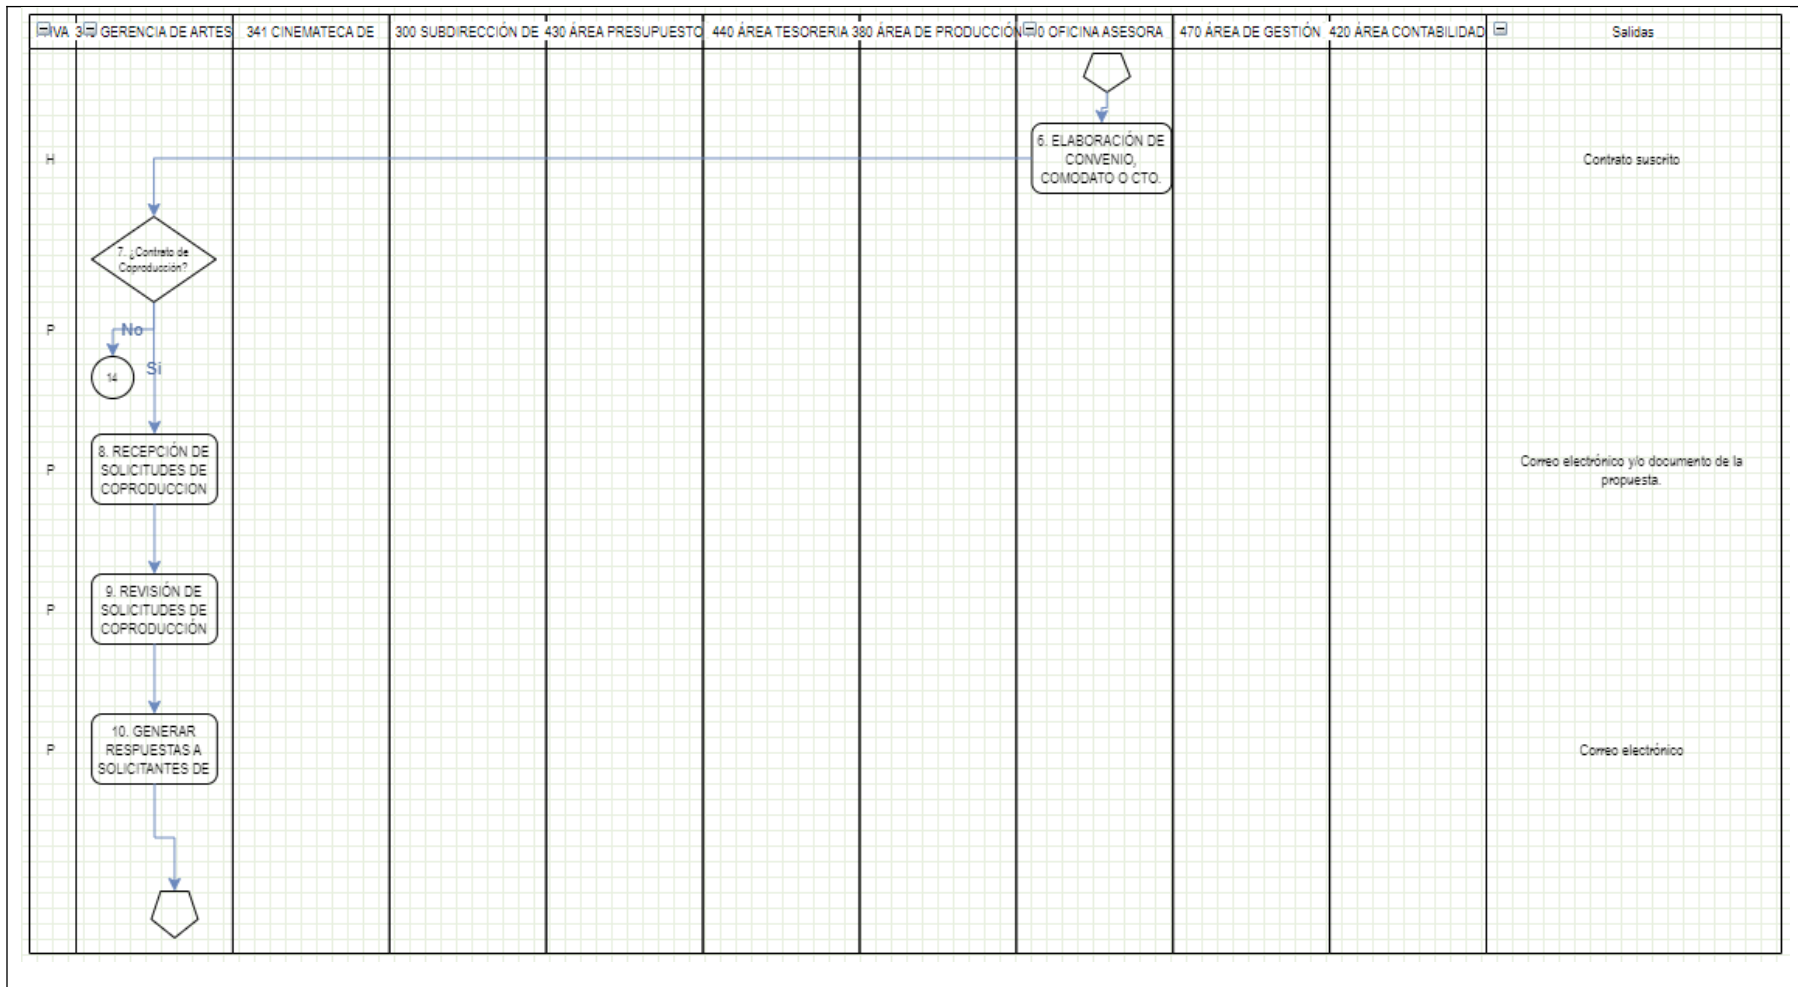 IVA
GERENCIA DE ARTES
341 CINEMATECA DE
300 SUBDIRECCIÓN DE
430 ÁREA PRESUPUESTO
440 ÁREA TESORERIA
380 ÁREA DE PRODUCCIÓN
0 OFICINA ASESORA
470 ÁREA DE GESTIÓN
420 ÁREA CONTABILIDAD
Salidas
H
6. ELABORACIÓN DE
CONVENIO,
COMODATO O CTO.
Contrato suscrito
7. ¿Contrato de
Coproducción?
P
No
Si
14
P
8. RECEPCIÓN DE
SOLICITUDES DE
COPRODUCCION
Correo electrónico y/o documento de la
propuesta.
P
9. REVISIÓN DE
SOLICITUDES DE
COPRODUCCIÓN
P
10. GENERAR
RESPUESTAS A
SOLICITANTES DE
Correo electrónico